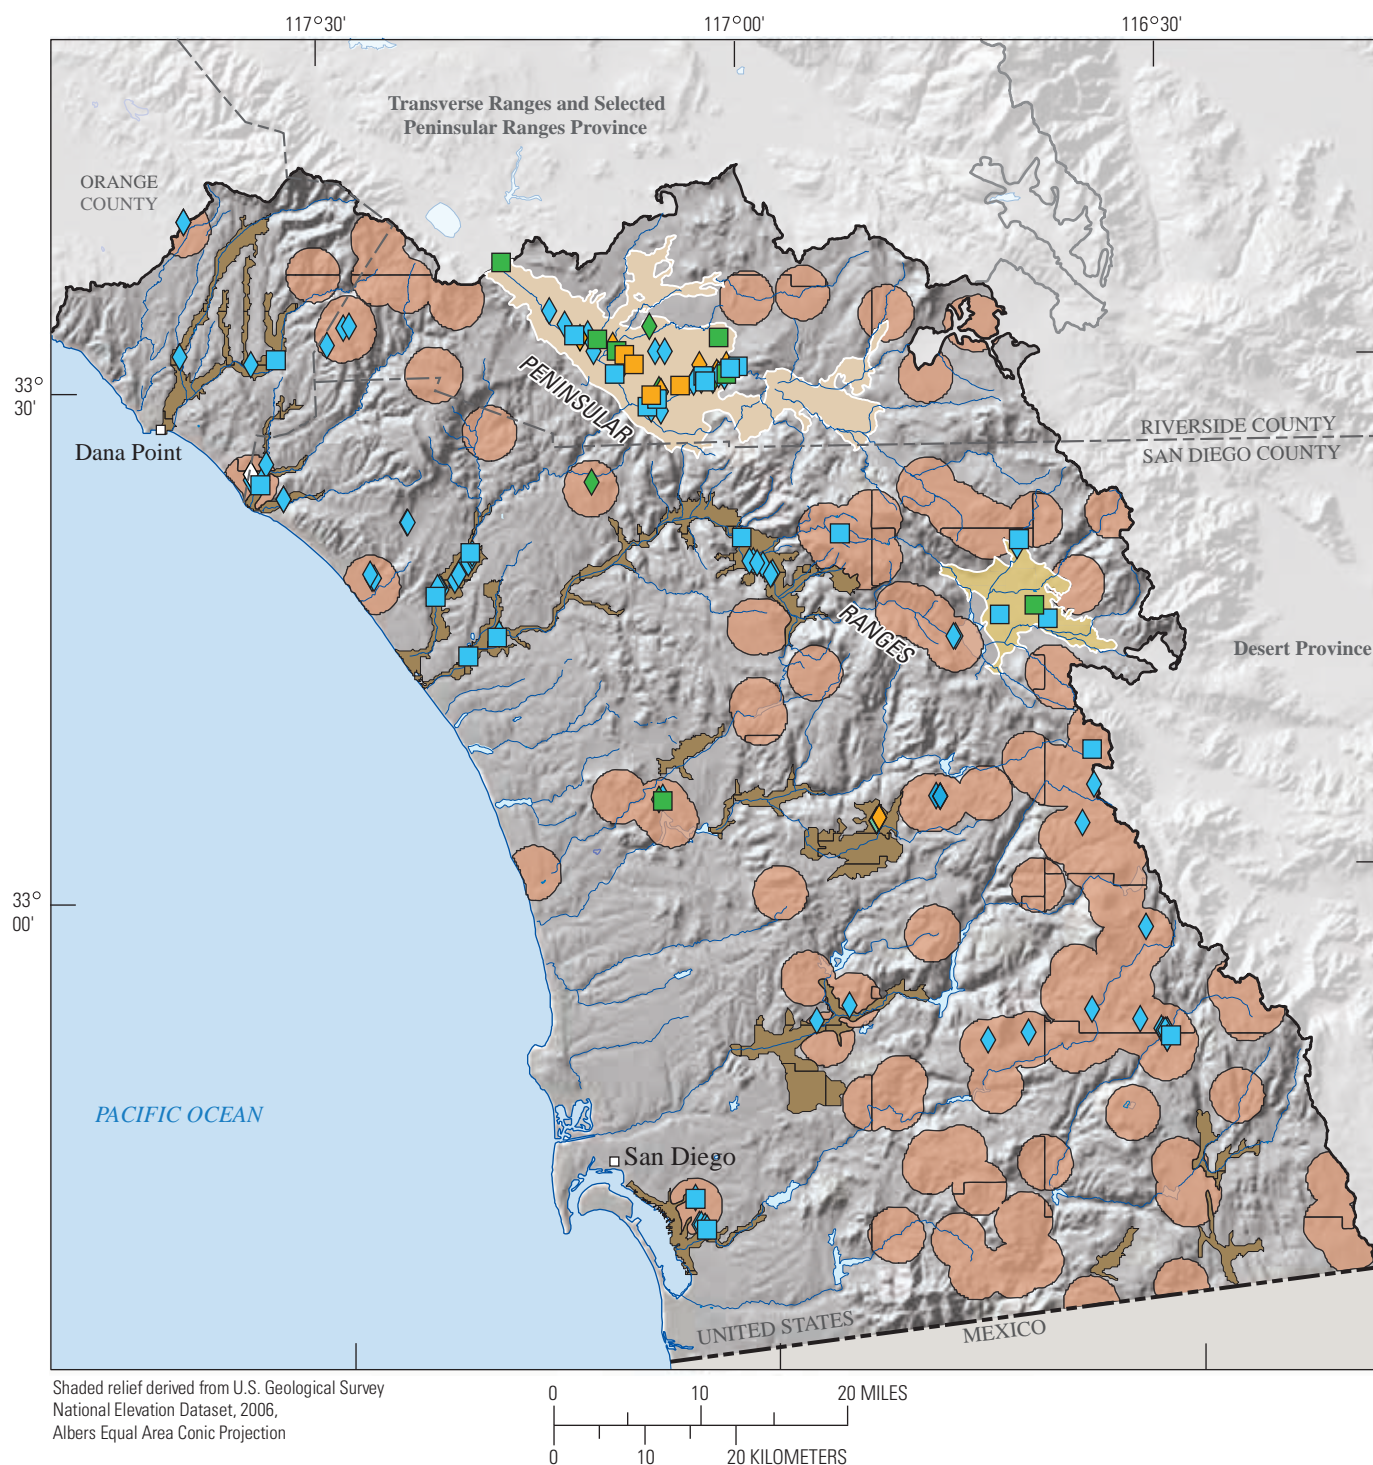 117°30'
117°00'
116°30'
Transverse Ranges and Selected
Peninsular Ranges Province
ORANGE
COUNTY
33°
30'
PENINSULAR
Dana Point
RIVERSIDE COUNTY
SAN DIEGO COUNTY
RANGES
Desert Province
33°
00'
PACIFIC OCEAN
San Diego
UNITED STATES
MEXICO
Shaded relief derived from U.S. Geological Survey
National Elevation Dataset, 2006,
Albers Equal Area Conic Projection
0 10 20 MILES
0 10 20 KILOMETERS